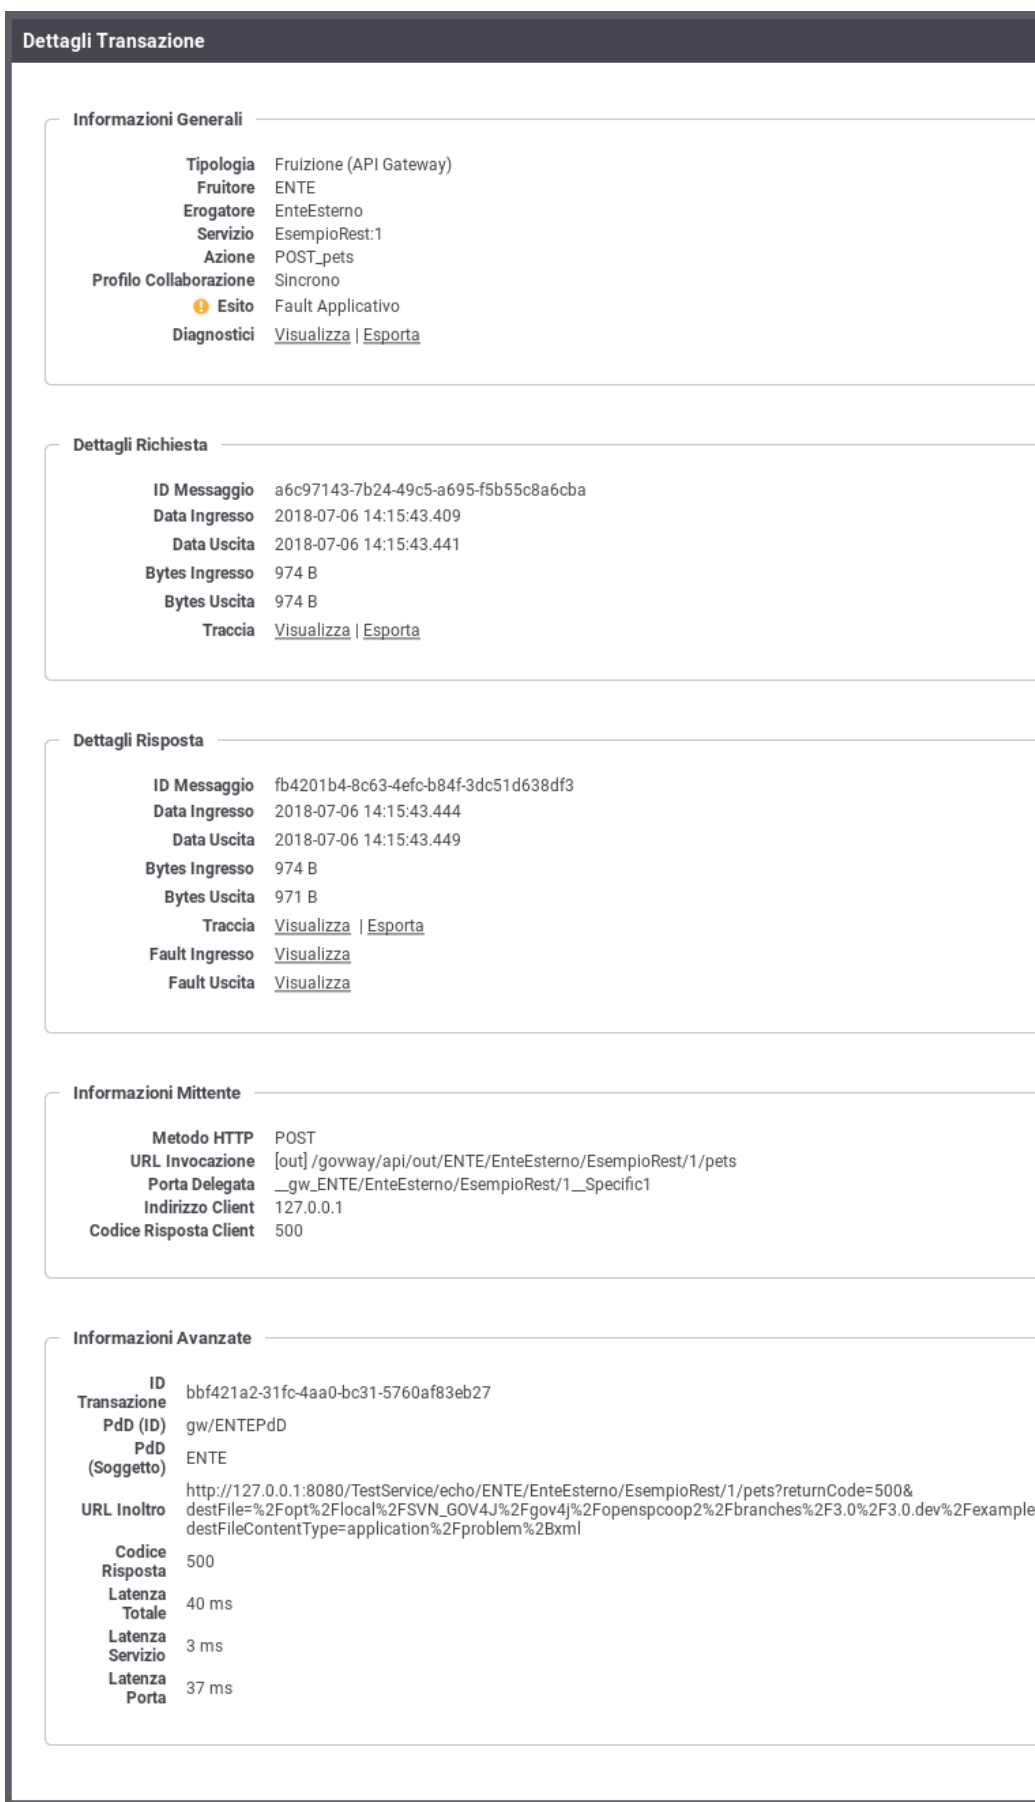 Dettagli Transazione
Informazioni Generali
Tipologia Fruizione (API Gateway)
Fruitore ENTE
Erogatore EnteEsterno
Servizio EsempioRest:1
Azione POST_pets
Profilo Collaborazione Sincrono
Esito Fault Applicativo
Diagnostici Visualizza | Esporta
Dettagli Richiesta
ID Messaggio a6c97143-7b24-49c5-a695-f5b55c8a6cba
Data Ingresso 2018-07-06 14:15:43.409
Data Uscita 2018-07-06 14:15:43.441
Bytes Ingresso 974 B
Bytes Uscita 974 B
Traccia Visualizza | Esporta
Dettagli Risposta
ID Messaggio fb4201b4-8c63-4efc-b84f-3dc51d638df3
Data Ingresso 2018-07-06 14:15:43.444
Data Uscita 2018-07-06 14:15:43.449
Bytes Ingresso 974 B
Bytes Uscita 971 B
Traccia Visualizza | Esporta
Fault Ingresso Visualizza
Fault Uscita Visualizza
Informazioni Mittente
Metodo HTTP POST
URL Invocazione [out] /govway/api/out/ENTE/EnteEsterno/EsempioRest/1/pets
Porta Delegata __gw_ENTE/EnteEsterno/EsempioRest/1__Specific1
Indirizzo Client 127.0.0.1
Codice Risposta Client 500
Informazioni Avanzate
ID
Transazione bbf421a2-31fc-4aa0-bc31-5760af83eb27
PdD (ID) gw/ENTEPdD
PdD
(Soggetto) ENTE
http://127.0.0.1:8080/TestService/echo/ENTE/EnteEsterno/EsempioRest/1/pets?returnCode=500&
URL Inoltro destFile=%2Fopt%2Flocal%2FSVN_GOV4J%2Fgov4j%2Fopenspcoop2%2Fbranches%2F3.0%2F3.0.dev%2Fexample
destFileContentType=application%2Fproblem%2Bxml
Codice
Risposta 500
Latenza
Totale 40 ms
Latenza
Servizio 3 ms
Latenza
Porta 37 ms